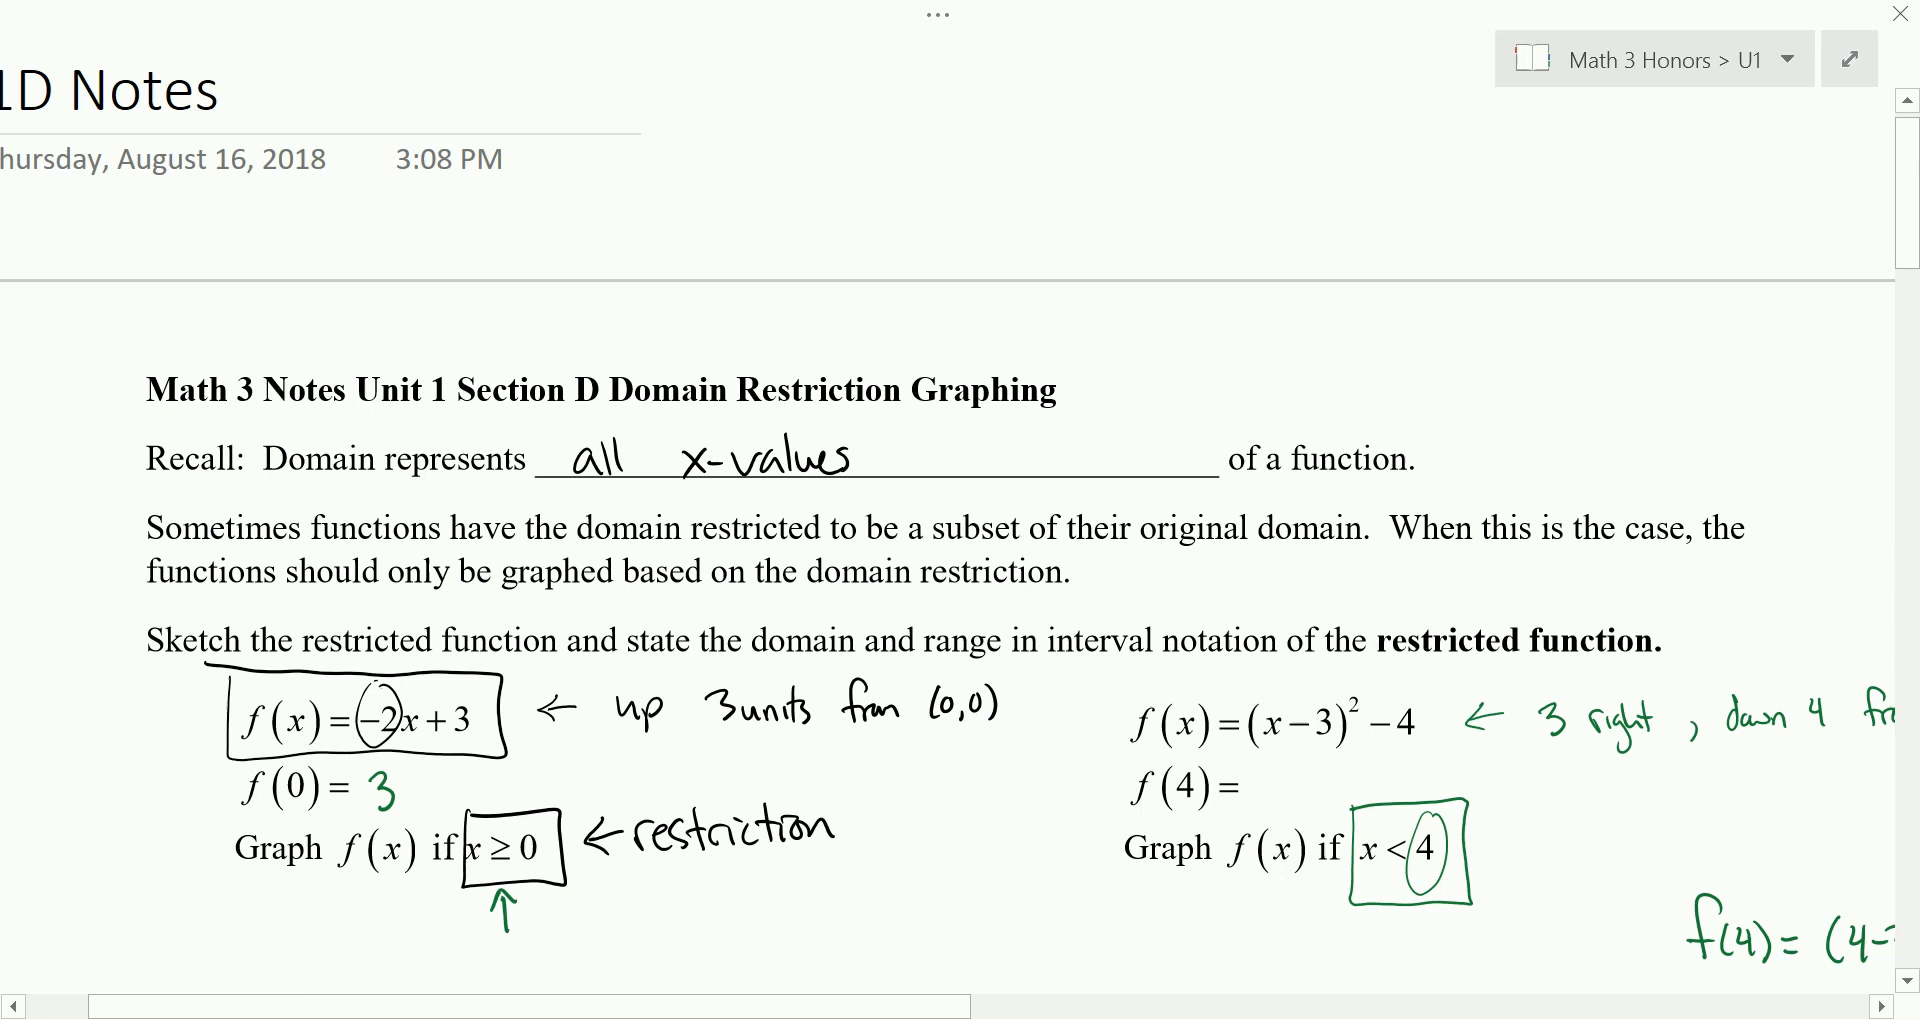 ...
Math 3 Honors > U1
1D Notes
hursday, August 16, 2018 3:08 PM
Math 3 Notes Unit 1 Section D Domain Restriction Graphing
Recall: Domain represents all x-values of a function.
Sometimes functions have the domain restricted to be a subset of their original domain. When this is the case, the
functions should only be graphed based on the domain restriction.
Sketch the restricted function and state the domain and range in interval notation of the restricted function.
f(x) = -2x + 3 ← up 3 units from (0,0)
f(0) = 3
Graph f(x) if x ≥ 0 ← restriction
↑
f(x) = (x - 3)² - 4 ← 3 right, down 4 fr
f(4) =
Graph f(x) if x < 4
f(4) = (4-